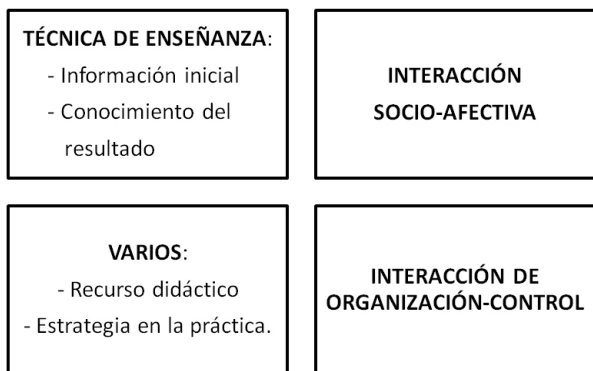 TÉCNICA DE ENSEÑANZA:
- Información inicial
- Conocimiento del
resultado
INTERACCIÓN
SOCIO-AFECTIVA
VARIOS:
- Recurso didáctico
- Estrategia en la práctica.
INTERACCIÓN DE
ORGANIZACIÓN-CONTROL